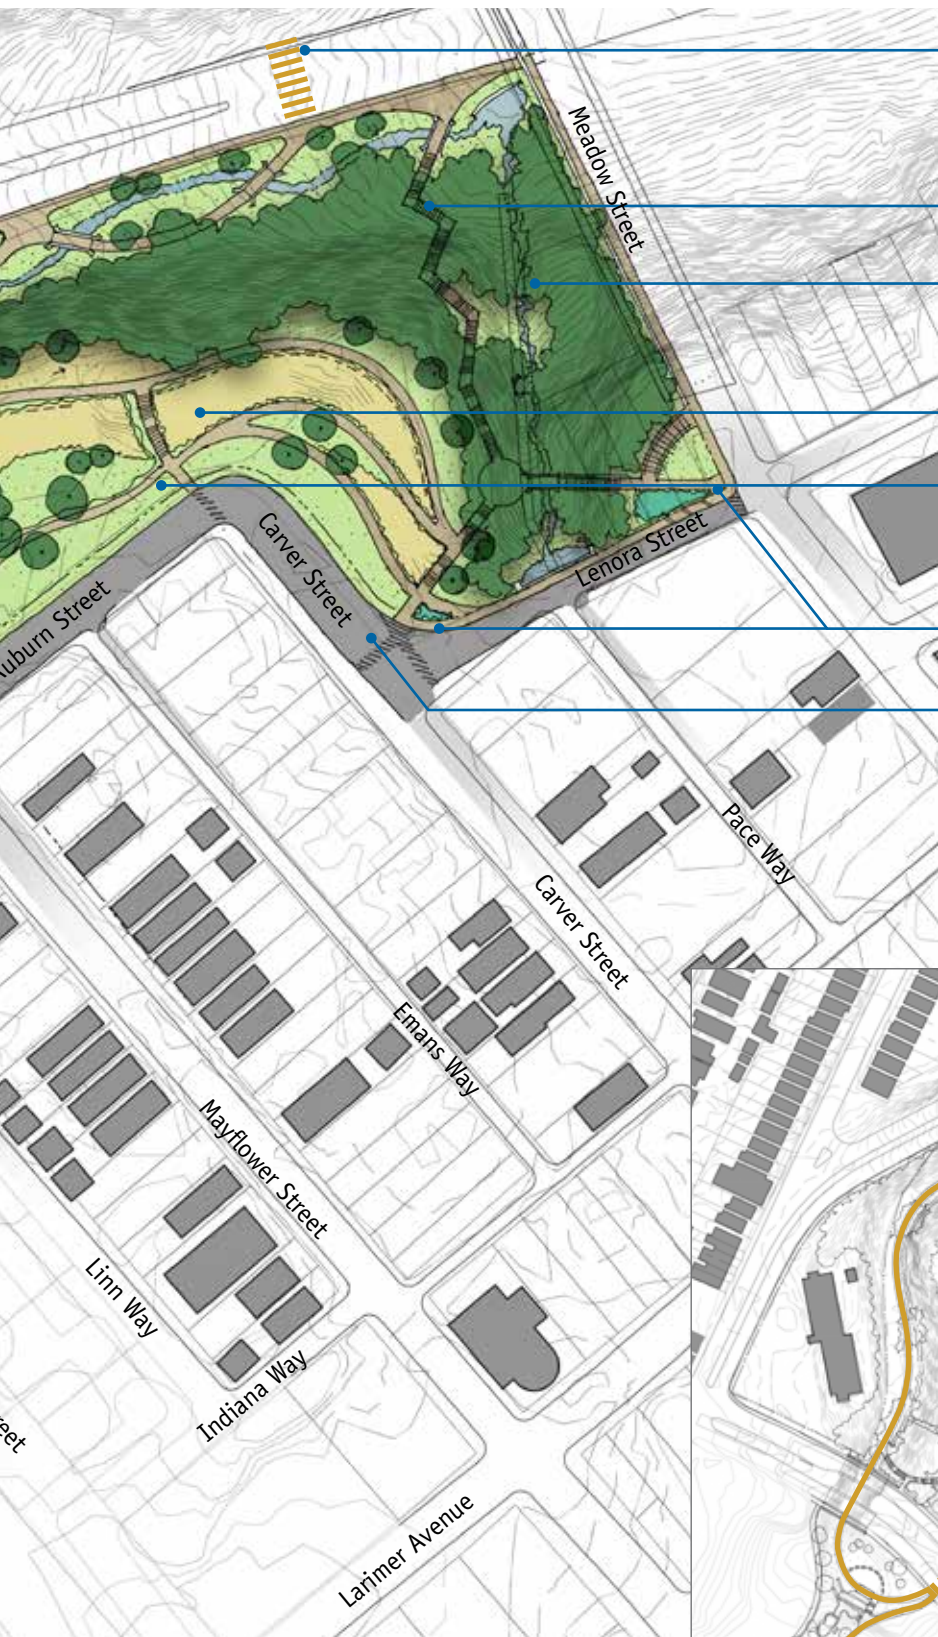 Meadow Street
Carver Street
Lenora Street
Auburn Street
Pace Way
Carver Street
Emans Way
Mayflower Street
Linn Way
Indiana Way
Larimer Avenue